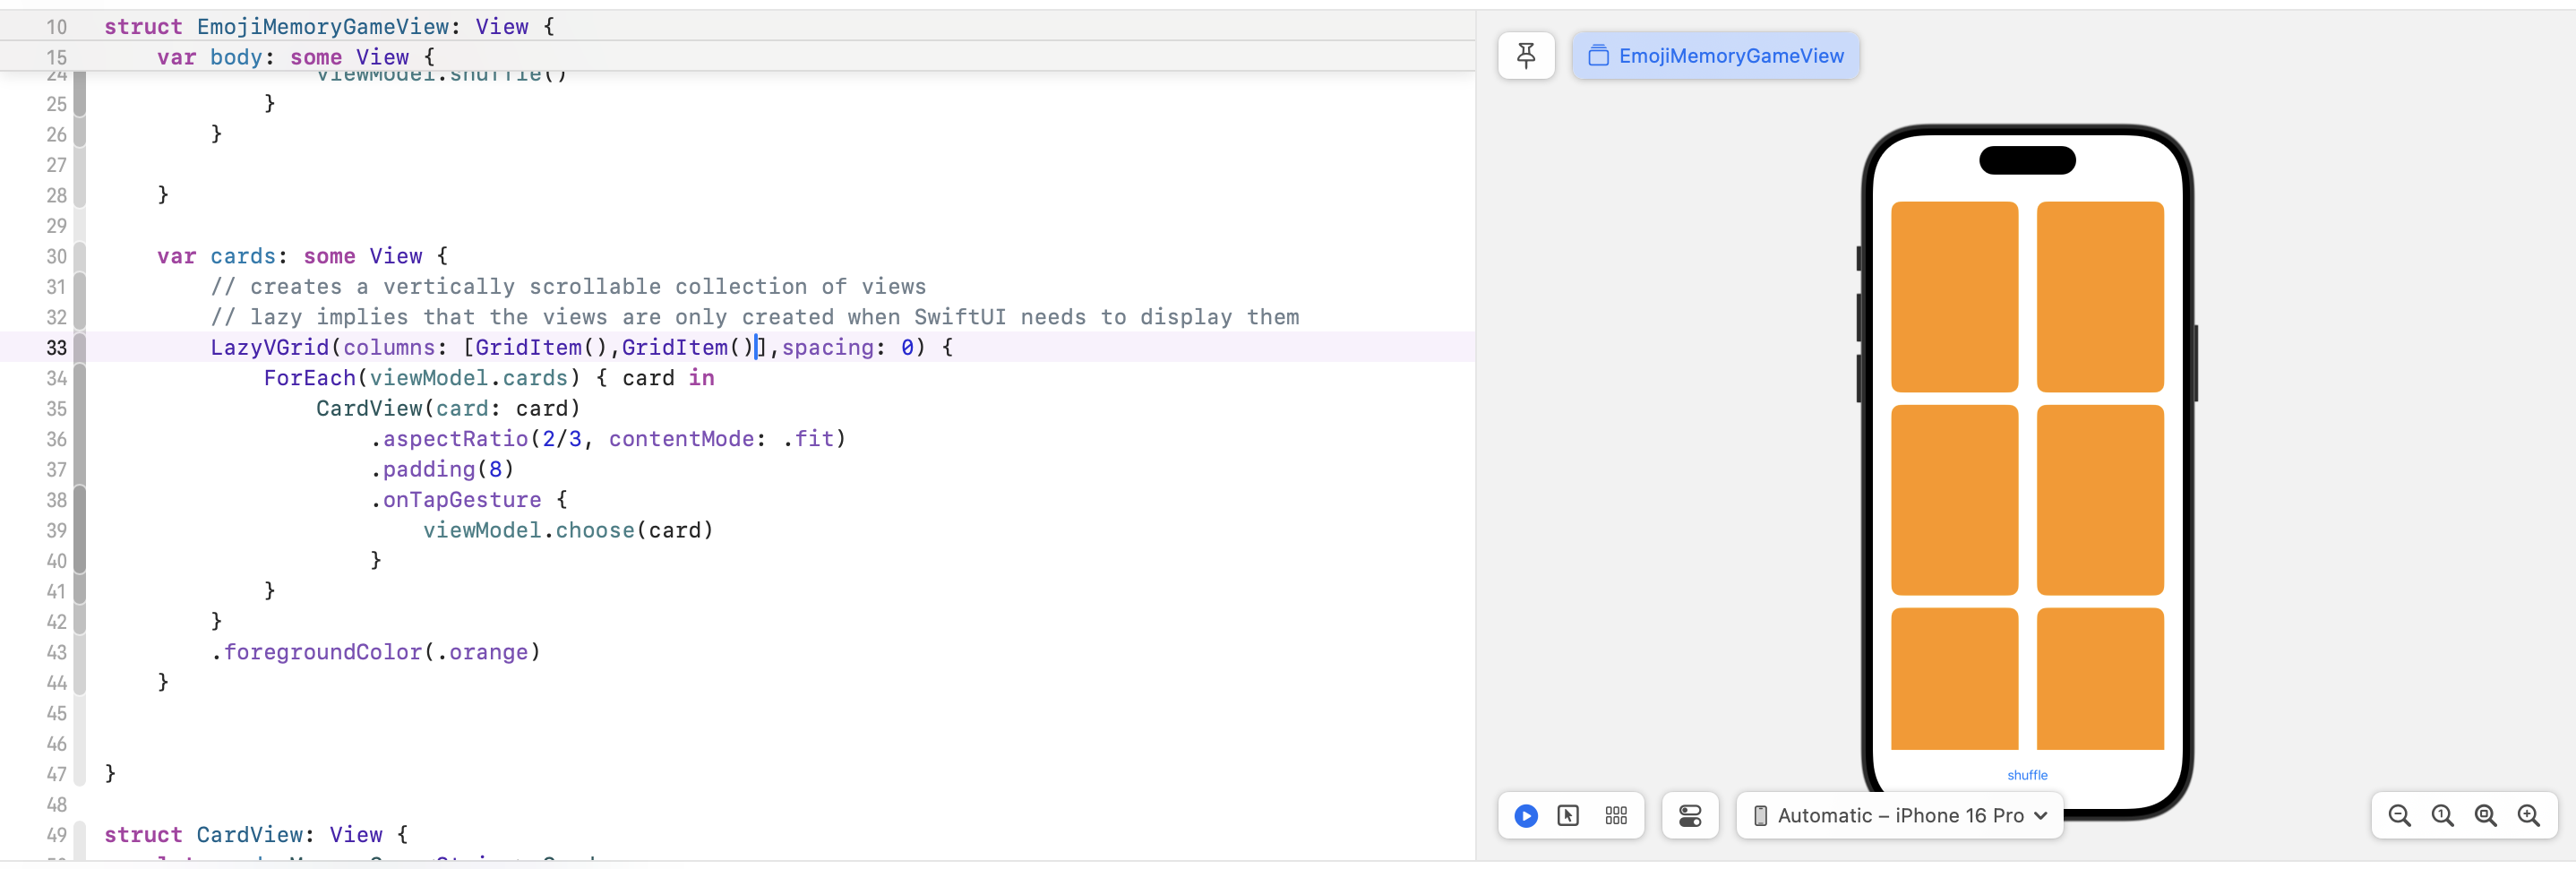 10 struct EmojiMemoryGameView: View {
15 var body: some View {
24 viewModel.shuffle()
25 }
26 }
27
28 }
29
30 var cards: some View {
31 // creates a vertically scrollable collection of views
32 // lazy implies that the views are only created when SwiftUI needs to display them
33 LazyVGrid(columns: [GridItem(),GridItem()],spacing: 0) {
34 ForEach(viewModel.cards) { card in
35 CardView(card: card)
36 .aspectRatio(2/3, contentMode: .fit)
37 .padding(8)
38 .onTapGesture {
39 viewModel.choose(card)
40 }
41 }
42 }
43 .foregroundColor(.orange)
44 }
45
46
47 }
48
49 struct CardView: View {
EmojiMemoryGameView
shuffle
Automatic – iPhone 16 Pro